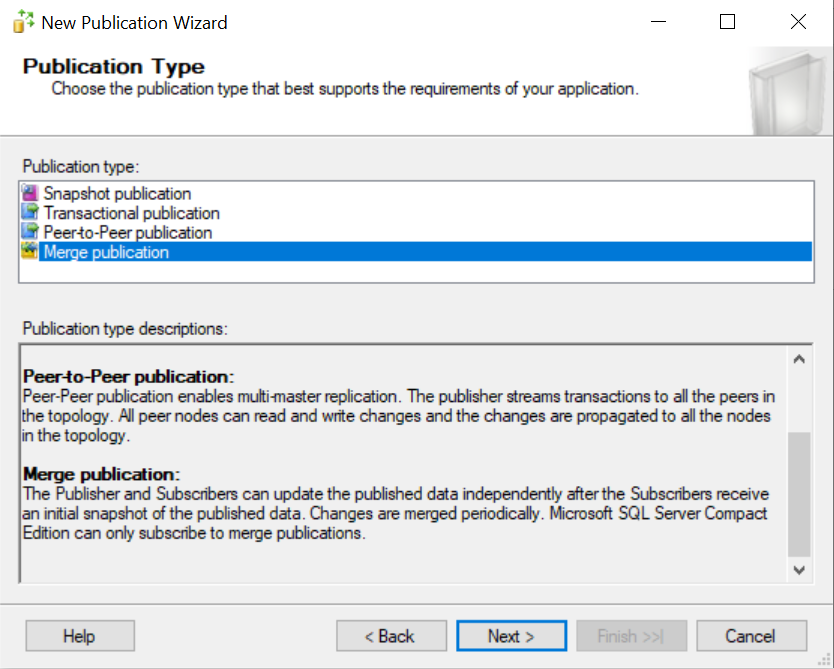 New Publication Wizard
Publication Type
Choose the publication type that best supports the requirements of your application.
Publication type:
Snapshot publication
Transactional publication
Peer-to-Peer publication
Merge publication
Publication type descriptions:
Peer-to-Peer publication:
Peer-Peer publication enables multi-master replication. The publisher streams transactions to all the peers in
the topology. All peer nodes can read and write changes and the changes are propagated to all the nodes
in the topology.
Merge publication:
The Publisher and Subscribers can update the published data independently after the Subscribers receive
an initial snapshot of the published data. Changes are merged periodically. Microsoft SQL Server Compact
Edition can only subscribe to merge publications.
Help
< Back
Next >
Finish >>|
Cancel